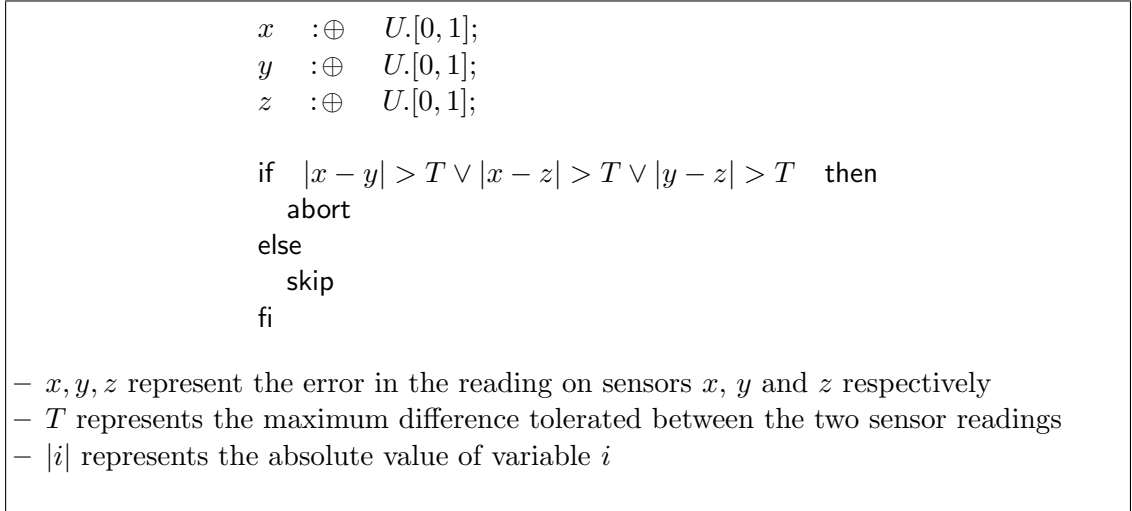 x :⊕ U.[0, 1];
y :⊕ U.[0, 1];
z :⊕ U.[0, 1];
if |x − y| > T ∨ |x − z| > T ∨ |y − z| > T then
abort
else
skip
fi
– x, y, z represent the error in the reading on sensors x, y and z respectively
– T represents the maximum difference tolerated between the two sensor readings
– |i| represents the absolute value of variable i